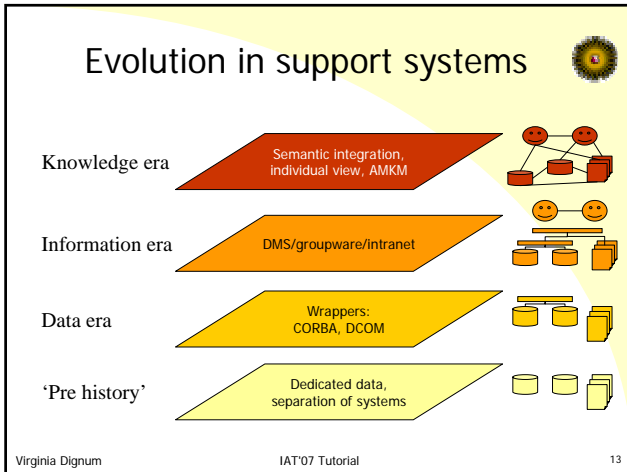 Evolution in support systems
Knowledge era
Semantic integration,
individual view, AMKM
Information era
DMS/groupware/intranet
Data era
Wrappers:
CORBA, DCOM
‘Pre history’
Dedicated data,
separation of systems
Virginia Dignum
IAT'07 Tutorial
13